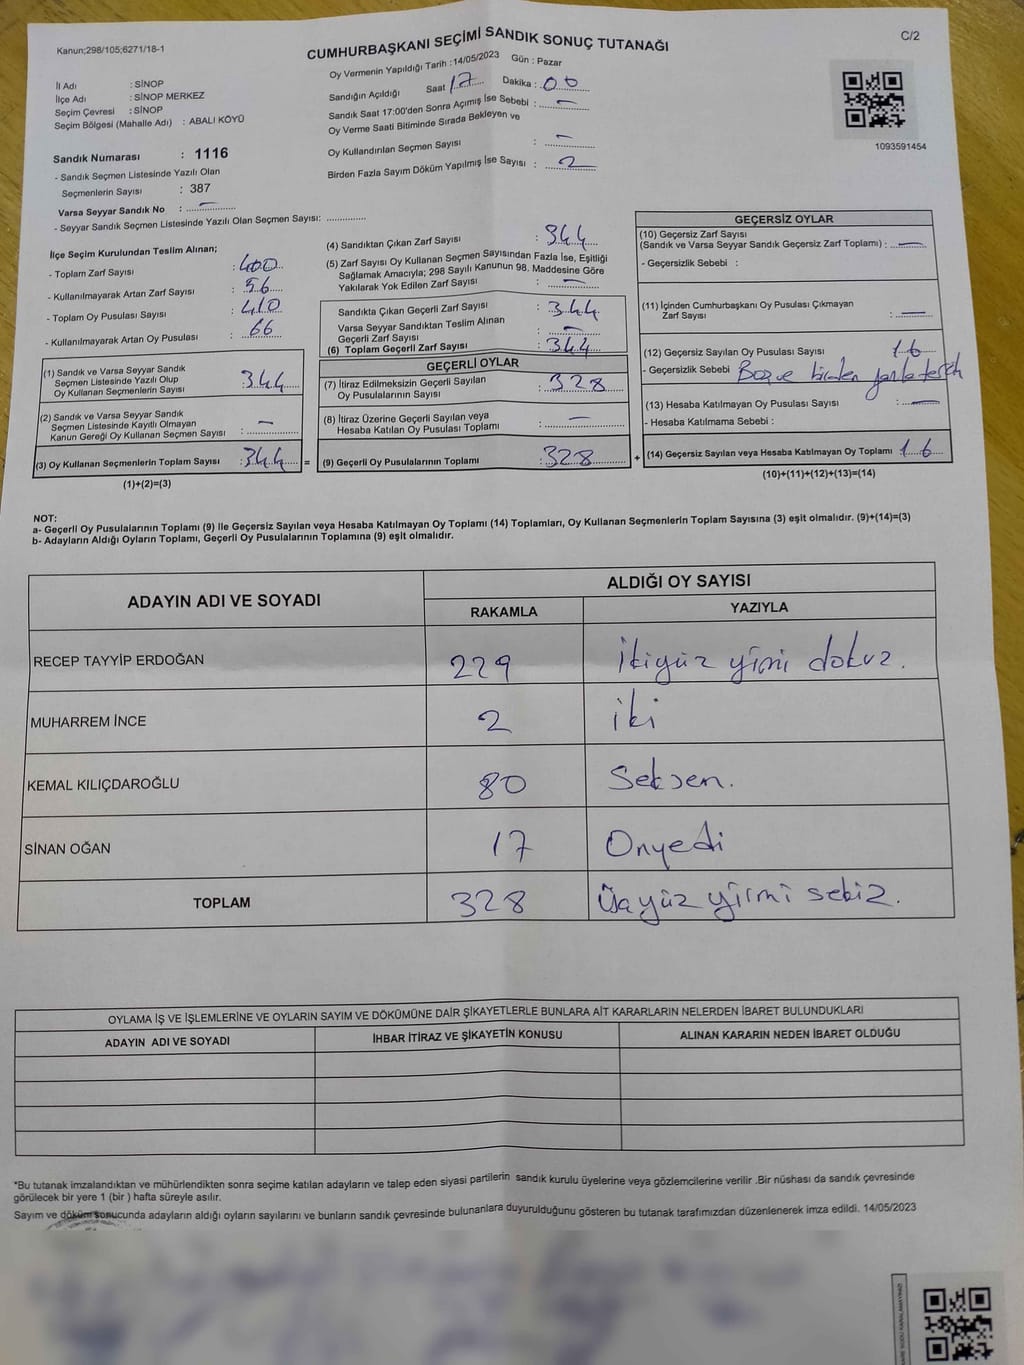 Kanun;298/105;6271/18-1
CUMHURBAŞKANI SEÇİMİ SANDIK SONUÇ TUTANAĞI
C/2
İl Adı : SİNOP
İlçe Adı : SİNOP MERKEZ
Seçim Çevresi : SİNOP
Seçim Bölgesi (Mahalle Adı) : ABALI KÖYÜ
Sandık Numarası : 1116
- Sandık Seçmen Listesinde Yazılı Olan
Seçmenlerin Sayısı : 387
Varsa Seyyar Sandık No : —
- Seyyar Sandık Seçmen Listesinde Yazılı Olan Seçmen Sayısı: ..............
Oy Vermenin Yapıldığı Tarih :14/05/2023 Gün : Pazar
Sandığın Açıldığı Saat 17 Dakika : 00
Sandık Saat 17:00'den Sonra Açımış İse Sebebi : —
Oy Verme Saati Bitiminde Sırada Bekleyen ve
Oy Kullandırılan Seçmen Sayısı : —
Birden Fazla Sayım Döküm Yapılmış İse Sayısı : 2
1093591454
İlçe Seçim Kurulundan Teslim Alınan;
- Toplam Zarf Sayısı : 400
- Kullanılmayarak Artan Zarf Sayısı : 56
- Toplam Oy Pusulası Sayısı : 410
- Kullanılmayarak Artan Oy Pusulası : 66
(1) Sandık ve Varsa Seyyar Sandık
Seçmen Listesinde Yazılı Olup
Oy Kullanan Seçmenlerin Sayısı : 344
(2) Sandık ve Varsa Seyyar Sandık
Seçmen Listesinde Kayıtlı Olmayan
Kanun Gereği Oy Kullanan Seçmen Sayısı : —
(3) Oy Kullanan Seçmenlerin Toplam Sayısı : 344 =
(1)+(2)=(3)
(4) Sandıktan Çıkan Zarf Sayısı : 344
(5) Zarf Sayısı Oy Kullanan Seçmen Sayısından Fazla İse, Eşitliği
Sağlamak Amacıyla; 298 Sayılı Kanunun 98. Maddesine Göre
Yakılarak Yok Edilen Zarf Sayısı : —
Sandıkta Çıkan Geçerli Zarf Sayısı : 344
Varsa Seyyar Sandıktan Teslim Alınan
Geçerli Zarf Sayısı : —
(6) Toplam Geçerli Zarf Sayısı : 344
GEÇERLİ OYLAR
(7) İtiraz Edilmeksizin Geçerli Sayılan
Oy Pusulalarının Sayısı : 328
(8) İtiraz Üzerine Geçerli Sayılan veya
Hesaba Katılan Oy Pusulası Toplamı : —
(9) Geçerli Oy Pusulalarının Toplamı : 328 +
GEÇERSİZ OYLAR
(10) Geçersiz Zarf Sayısı
(Sandık ve Varsa Seyyar Sandık Geçersiz Zarf Toplamı) : —
- Geçersizlik Sebebi :
(11) İçinden Cumhurbaşkanı Oy Pusulası Çıkmayan
Zarf Sayısı : —
(12) Geçersiz Sayılan Oy Pusulası Sayısı 16
- Geçersizlik Sebebi Boş ve birden fazla tercih
(13) Hesaba Katılmayan Oy Pusulası Sayısı : —
- Hesaba Katılmama Sebebi :
(14) Geçersiz Sayılan veya Hesaba Katılmayan Oy Toplamı 16
(10)+(11)+(12)+(13)=(14)
NOT:
a- Geçerli Oy Pusulalarının Toplamı (9) ile Geçersiz Sayılan veya Hesaba Katılmayan Oy Toplamı (14) Toplamları, Oy Kullanan Seçmenlerin Toplam Sayısına (3) eşit olmalıdır. (9)+(14)=(3)
b- Adayların Aldığı Oyların Toplamı, Geçerli Oy Pusulalarının Toplamına (9) eşit olmalıdır.
ADAYIN ADI VE SOYADI ALDIĞI OY SAYISI
RAKAMLA YAZIYLA
RECEP TAYYİP ERDOĞAN 229 İkiyüz yirmi dokuz.
MUHARREM İNCE 2 iki
KEMAL KILIÇDAROĞLU 80 Seksen.
SİNAN OĞAN 17 Onyedi
TOPLAM 328 Üçyüz yirmi sekiz.
OYLAMA İŞ VE İŞLEMLERİNE VE OYLARIN SAYIM VE DÖKÜMÜNE DAİR ŞİKAYETLERLE BUNLARA AİT KARARLARIN NELERDEN İBARET BULUNDUKLARI
ADAYIN ADI VE SOYADI İHBAR İTİRAZ VE ŞİKAYETİN KONUSU ALINAN KARARIN NEDEN İBARET OLDUĞU
*Bu tutanak imzalandıktan ve mühürlendikten sonra seçime katılan adayların ve talep eden siyasi partilerin sandık kurulu üyelerine veya gözlemcilerine verilir .Bir nüshası da sandık çevresinde
görülecek bir yere 1 (bir ) hafta süreyle asılır.
Sayım ve döküm sonucunda adayların aldığı oyların sayılarını ve bunların sandık çevresinde bulunanlara duyurulduğunu gösteren bu tutanak tarafımızdan düzenlenerek imza edildi. 14/05/2023